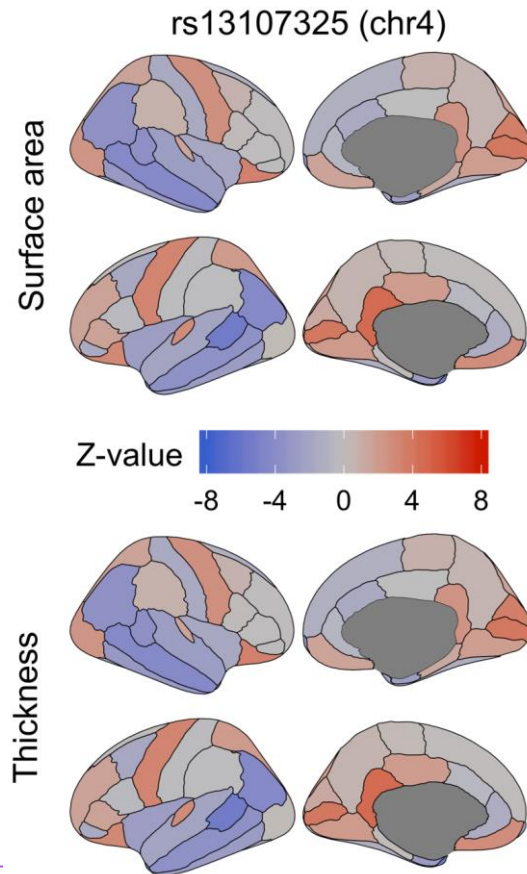 rs13107325 (chr4)
Surface area
Z-value
-8 -4 0 4 8
Thickness